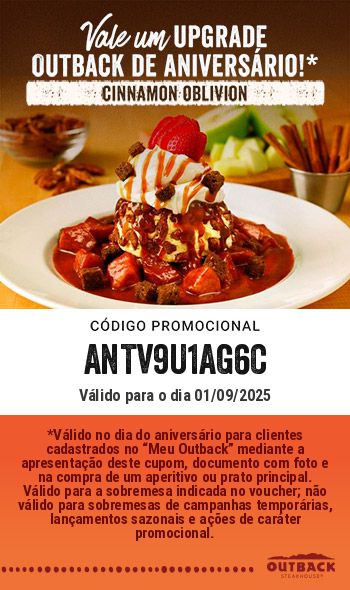 Vale um UPGRADE
OUTBACK DE ANIVERSÁRIO!*
CINNAMON OBLIVION
CÓDIGO PROMOCIONAL
ANTV9U1AG6C
Válido para o dia 01/09/2025
*Válido no dia do aniversário para clientes
cadastrados no “Meu Outback” mediante a
apresentação deste cupom, documento com foto e
na compra de um aperitivo ou prato principal.
Válido para a sobremesa indicada no voucher; não
válido para sobremesas de campanhas temporárias,
lançamentos sazonais e ações de caráter
promocional.
OUTBACK
STEAKHOUSE®